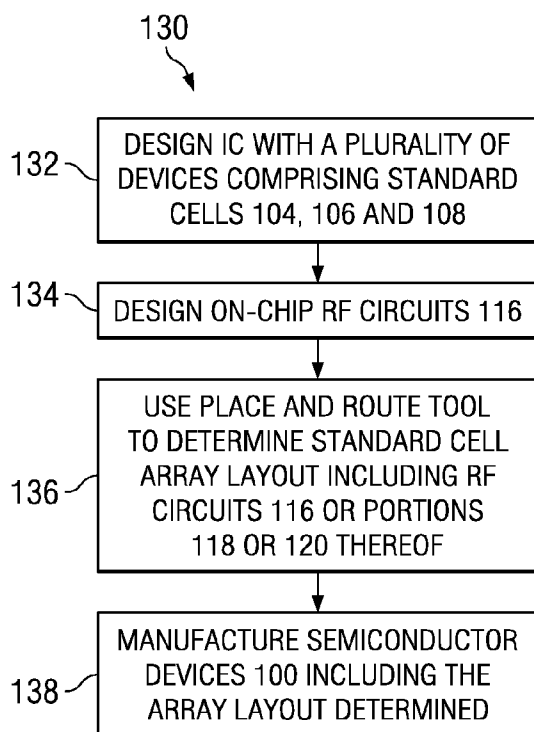 130
132
DESIGN IC WITH A PLURALITY OF
DEVICES COMPRISING STANDARD
CELLS 104, 106 AND 108
134
DESIGN ON-CHIP RF CIRCUITS 116
136
USE PLACE AND ROUTE TOOL
TO DETERMINE STANDARD CELL
ARRAY LAYOUT INCLUDING RF
CIRCUITS 116 OR PORTIONS
118 OR 120 THEREOF
138
MANUFACTURE SEMICONDUCTOR
DEVICES 100 INCLUDING THE
ARRAY LAYOUT DETERMINED